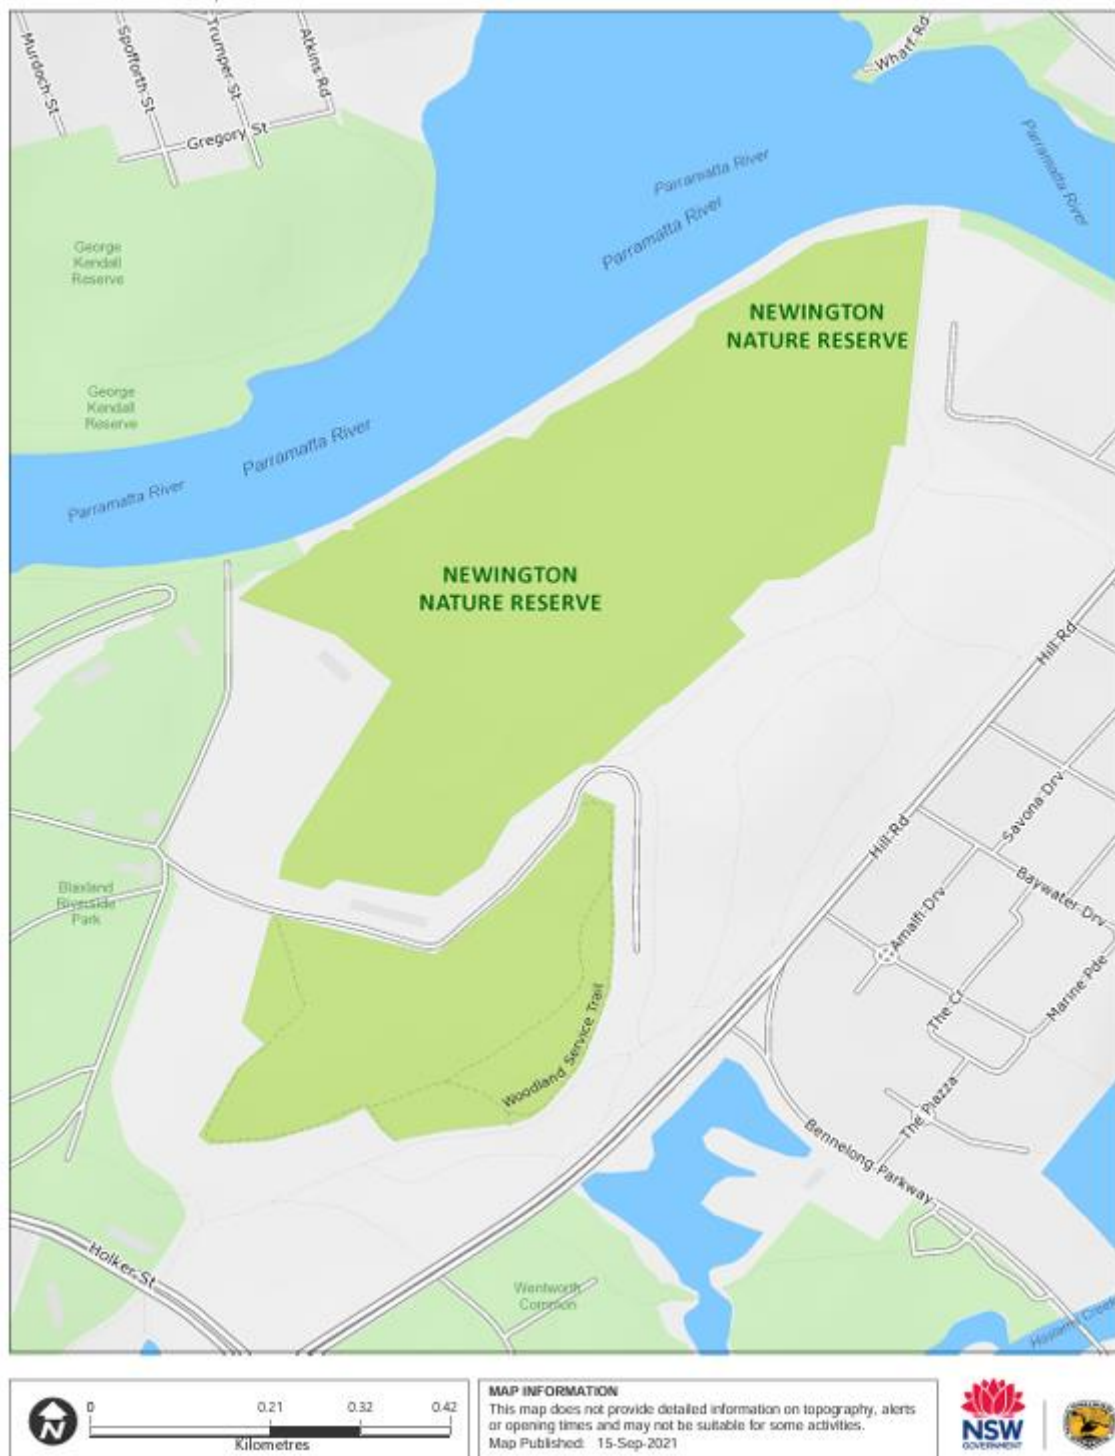 Murdoch St
Spofforth St
Trumper St
Atkins Rd
Gregory St
Wharf Rd
Parramatta River
Parramatta River
Parramatta River
George
Kendall
Reserve
NEWINGTON
NATURE RESERVE
George
Kendall
Reserve
Parramatta River
Parramatta River
NEWINGTON
NATURE RESERVE
Hill Rd
Savona Drv
Hill Rd
Baywater Drv
Amalfi Drv
Blaxland
Riverside
Park
Marine Pde
The Cr
Woodland Service Trail
The Piazza
Bennelong Parkway
Holker St
Wentworth
Common
Haslams Creek
N
0 0.21 0.32 0.42
Kilometres
MAP INFORMATION
This map does not provide detailed information on topography, alerts
or opening times and may not be suitable for some activities.
Map Published: 15-Sep-2021
NSW
GOVERNMENT